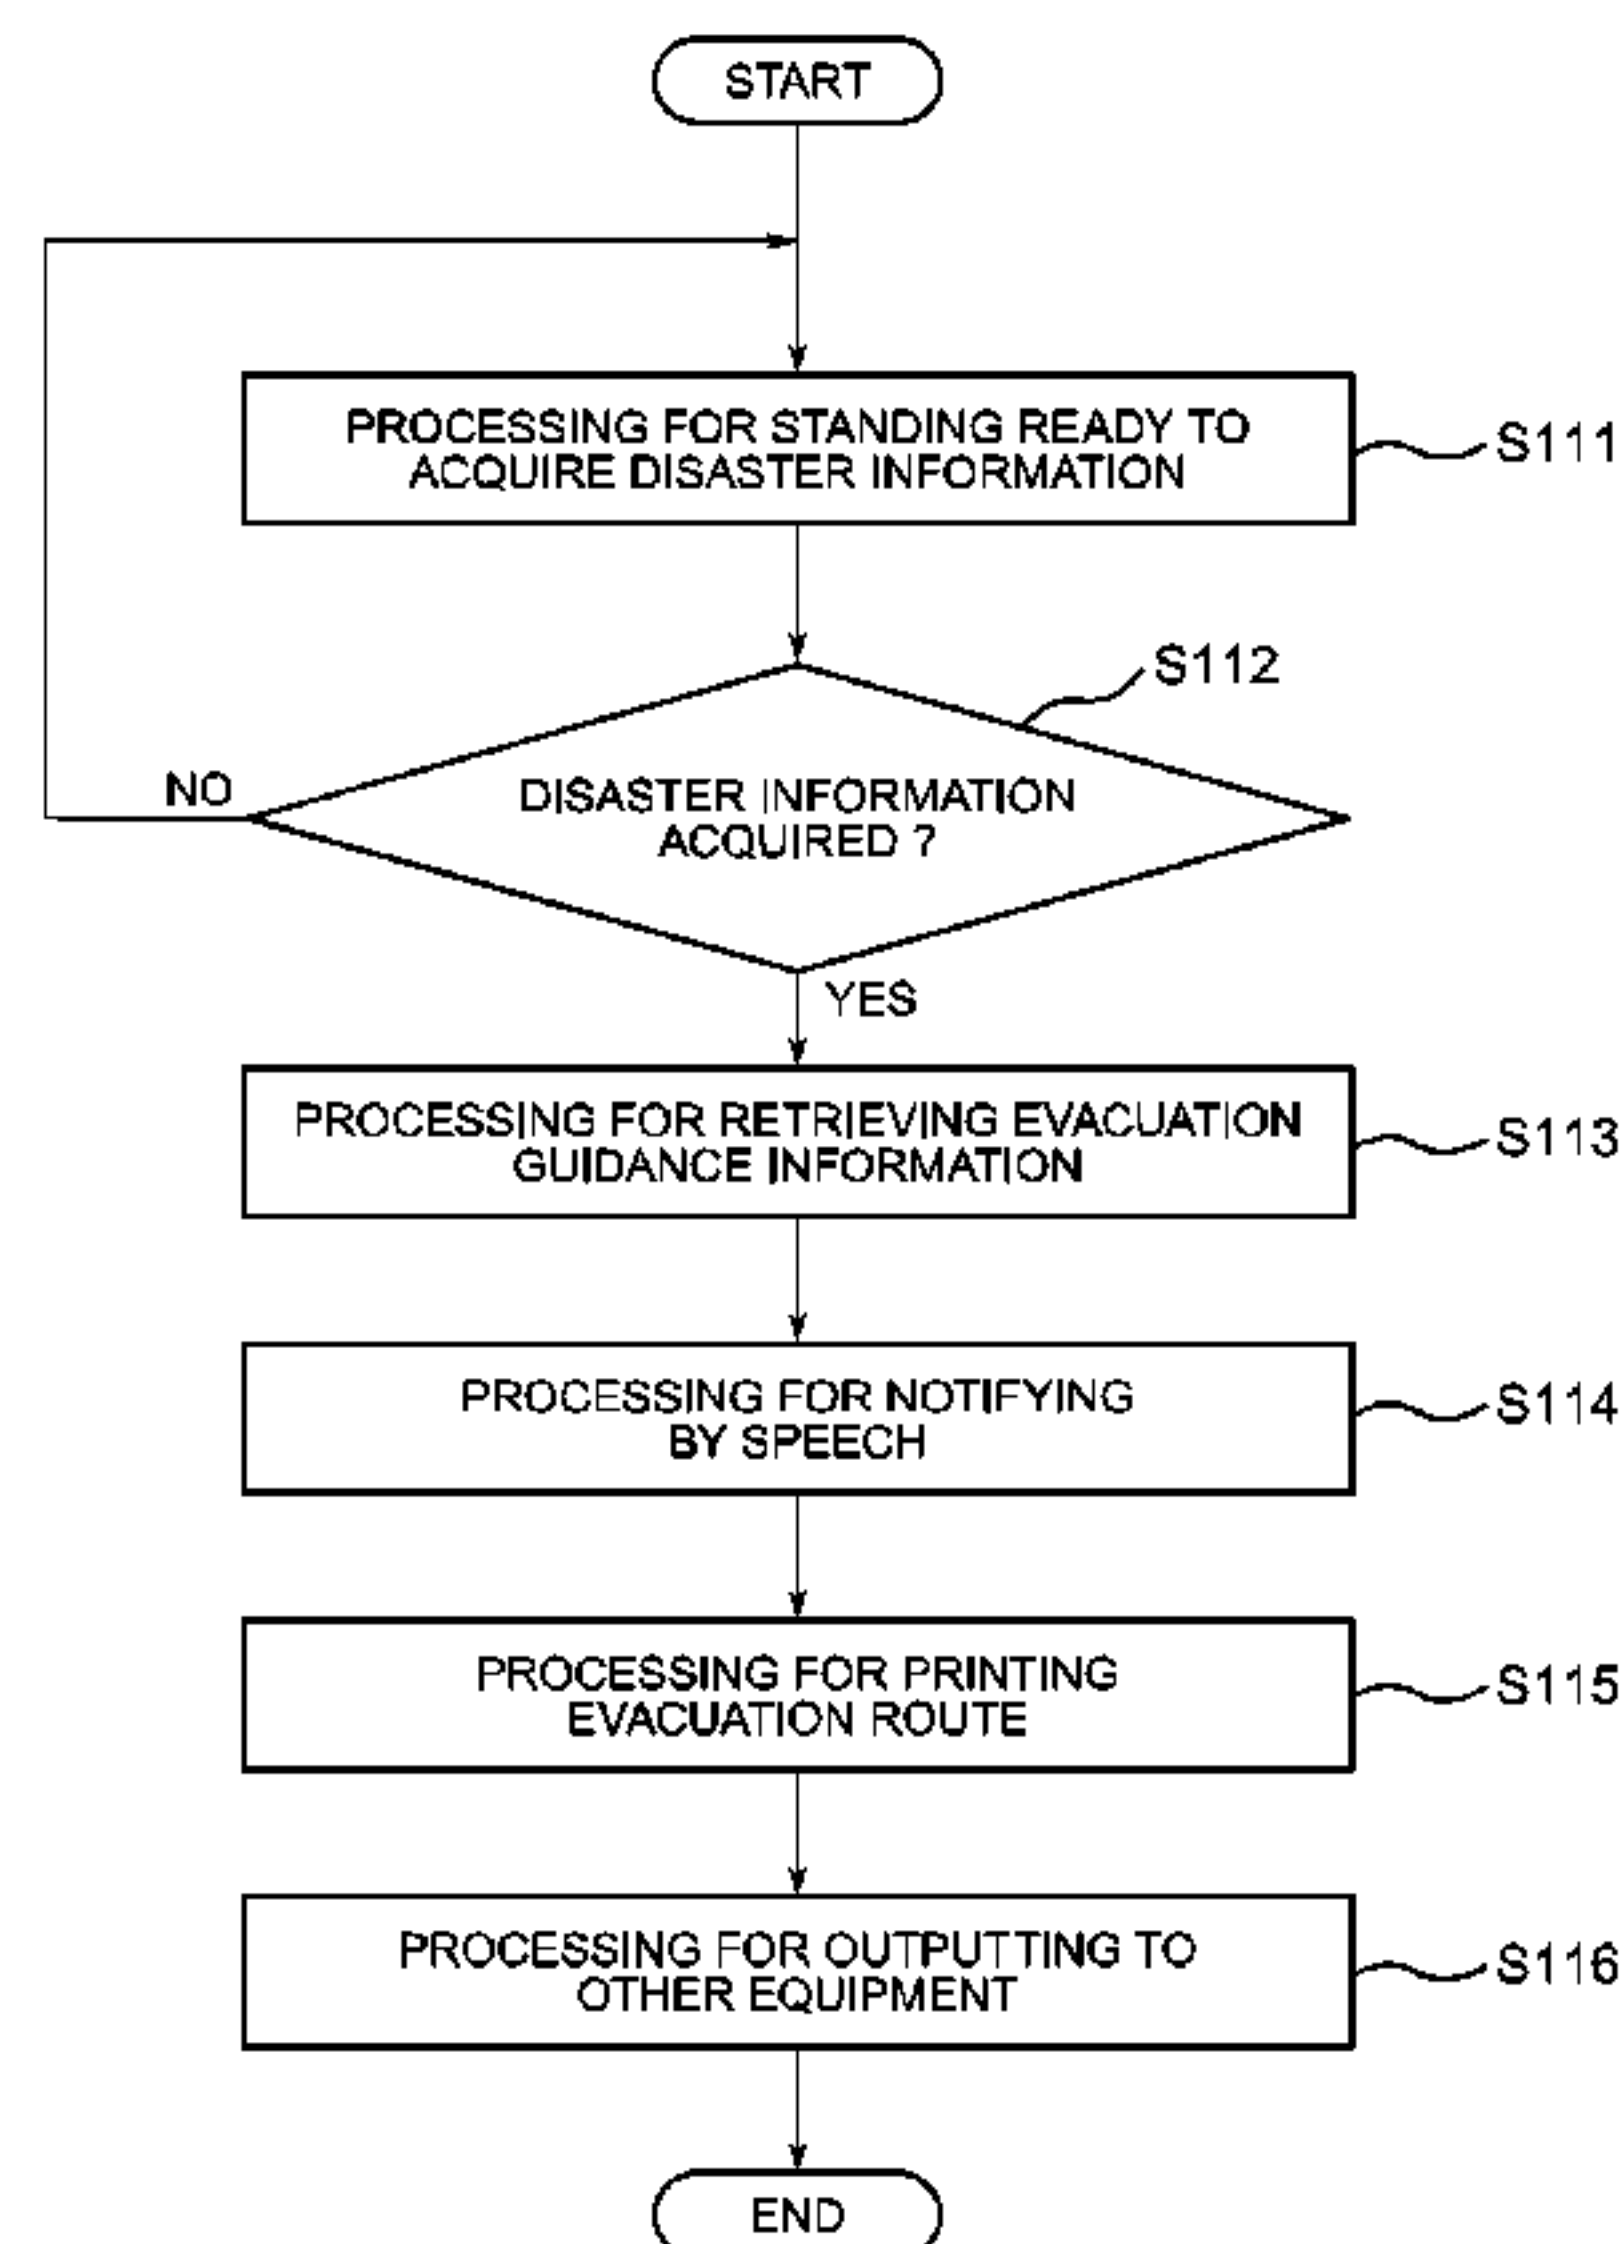 START
PROCESSING FOR STANDING READY TO
ACQUIRE DISASTER INFORMATION
S111
S112
NO
DISASTER INFORMATION
ACQUIRED ?
YES
PROCESSING FOR RETRIEVING EVACUATION
GUIDANCE INFORMATION
S113
PROCESSING FOR NOTIFYING
BY SPEECH
S114
PROCESSING FOR PRINTING
EVACUATION ROUTE
S115
PROCESSING FOR OUTPUTTING TO
OTHER EQUIPMENT
S116
END